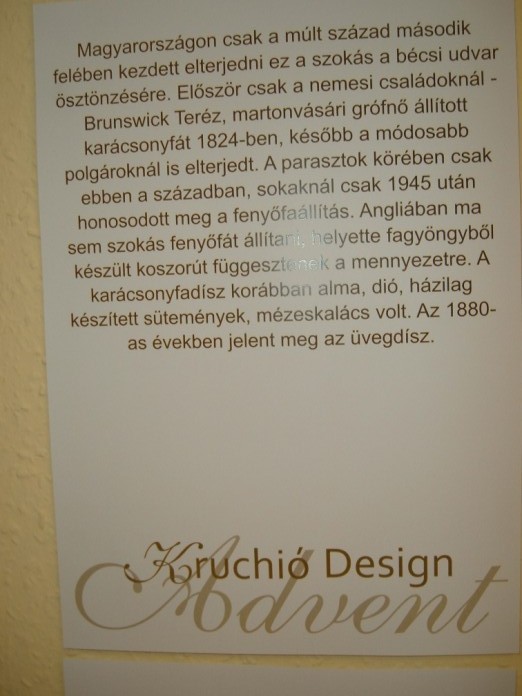 Magyarországon csak a múlt század második
felében kezdett elterjedni ez a szokás a bécsi udvar
ösztönzésére. Először csak a nemesi családoknál -
Brunswick Teréz, martonvásári grófnő állított
karácsonyfát 1824-ben, később a módosabb
polgároknál is elterjedt. A parasztok körében csak
ebben a században, sokaknál csak 1945 után
honosodott meg a fenyőfaállítás. Angliában ma
sem szokás fenyőfát állítani, helyette fagyöngyből
készült koszorút függesztenek a mennyezetre. A
karácsonyfadísz korábban alma, dió, házilag
készített sütemények, mézeskalács volt. Az 1880-
as években jelent meg az üvegdísz.
Kruchió Design
Advent